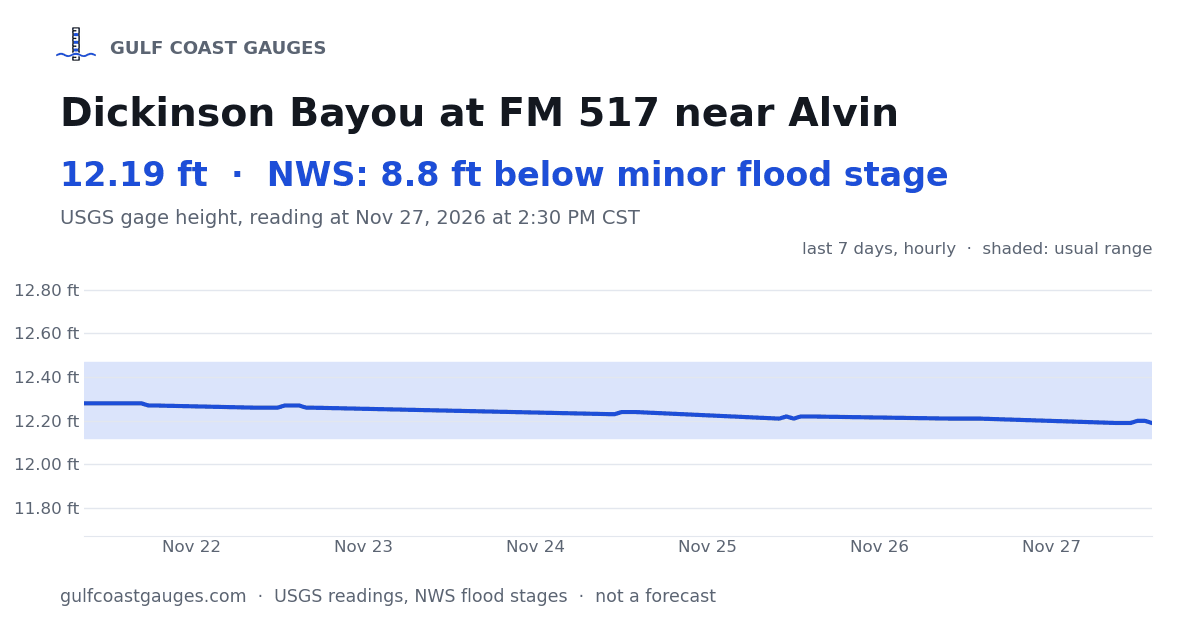 GULF COAST GAUGES
Dickinson Bayou at FM 517 near Alvin
12.19 ft · NWS: 8.8 ft below minor flood stage
USGS gage height, reading at Nov 27, 2026 at 2:30 PM CST
last 7 days, hourly · shaded: usual range
12.80 ft
12.60 ft
12.40 ft
12.20 ft
12.00 ft
11.80 ft
Nov 22 Nov 23 Nov 24 Nov 25 Nov 26 Nov 27
gulfcoastgauges.com · USGS readings, NWS flood stages · not a forecast